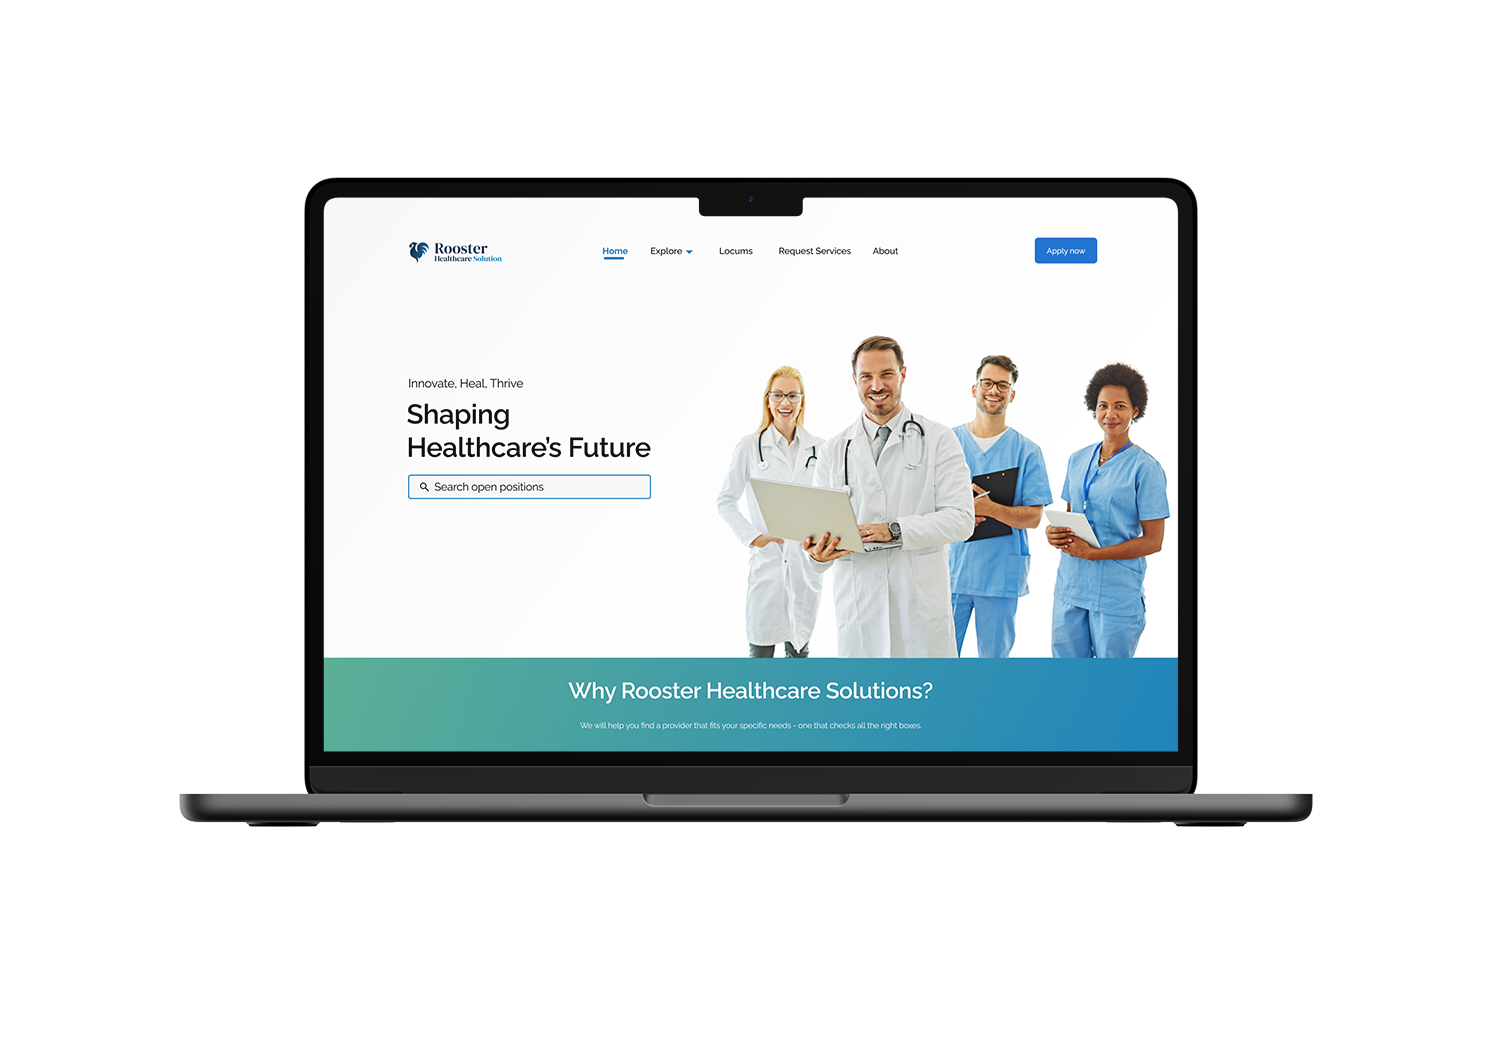 Rooster
Healthcare Solution
Home
Explore
Locums
Request Services
About
Apply now
Innovate, Heal, Thrive
Shaping
Healthcare’s Future
Search open positions
Why Rooster Healthcare Solutions?
We will help you find a provider that fits your specific needs - one that checks all the right boxes.